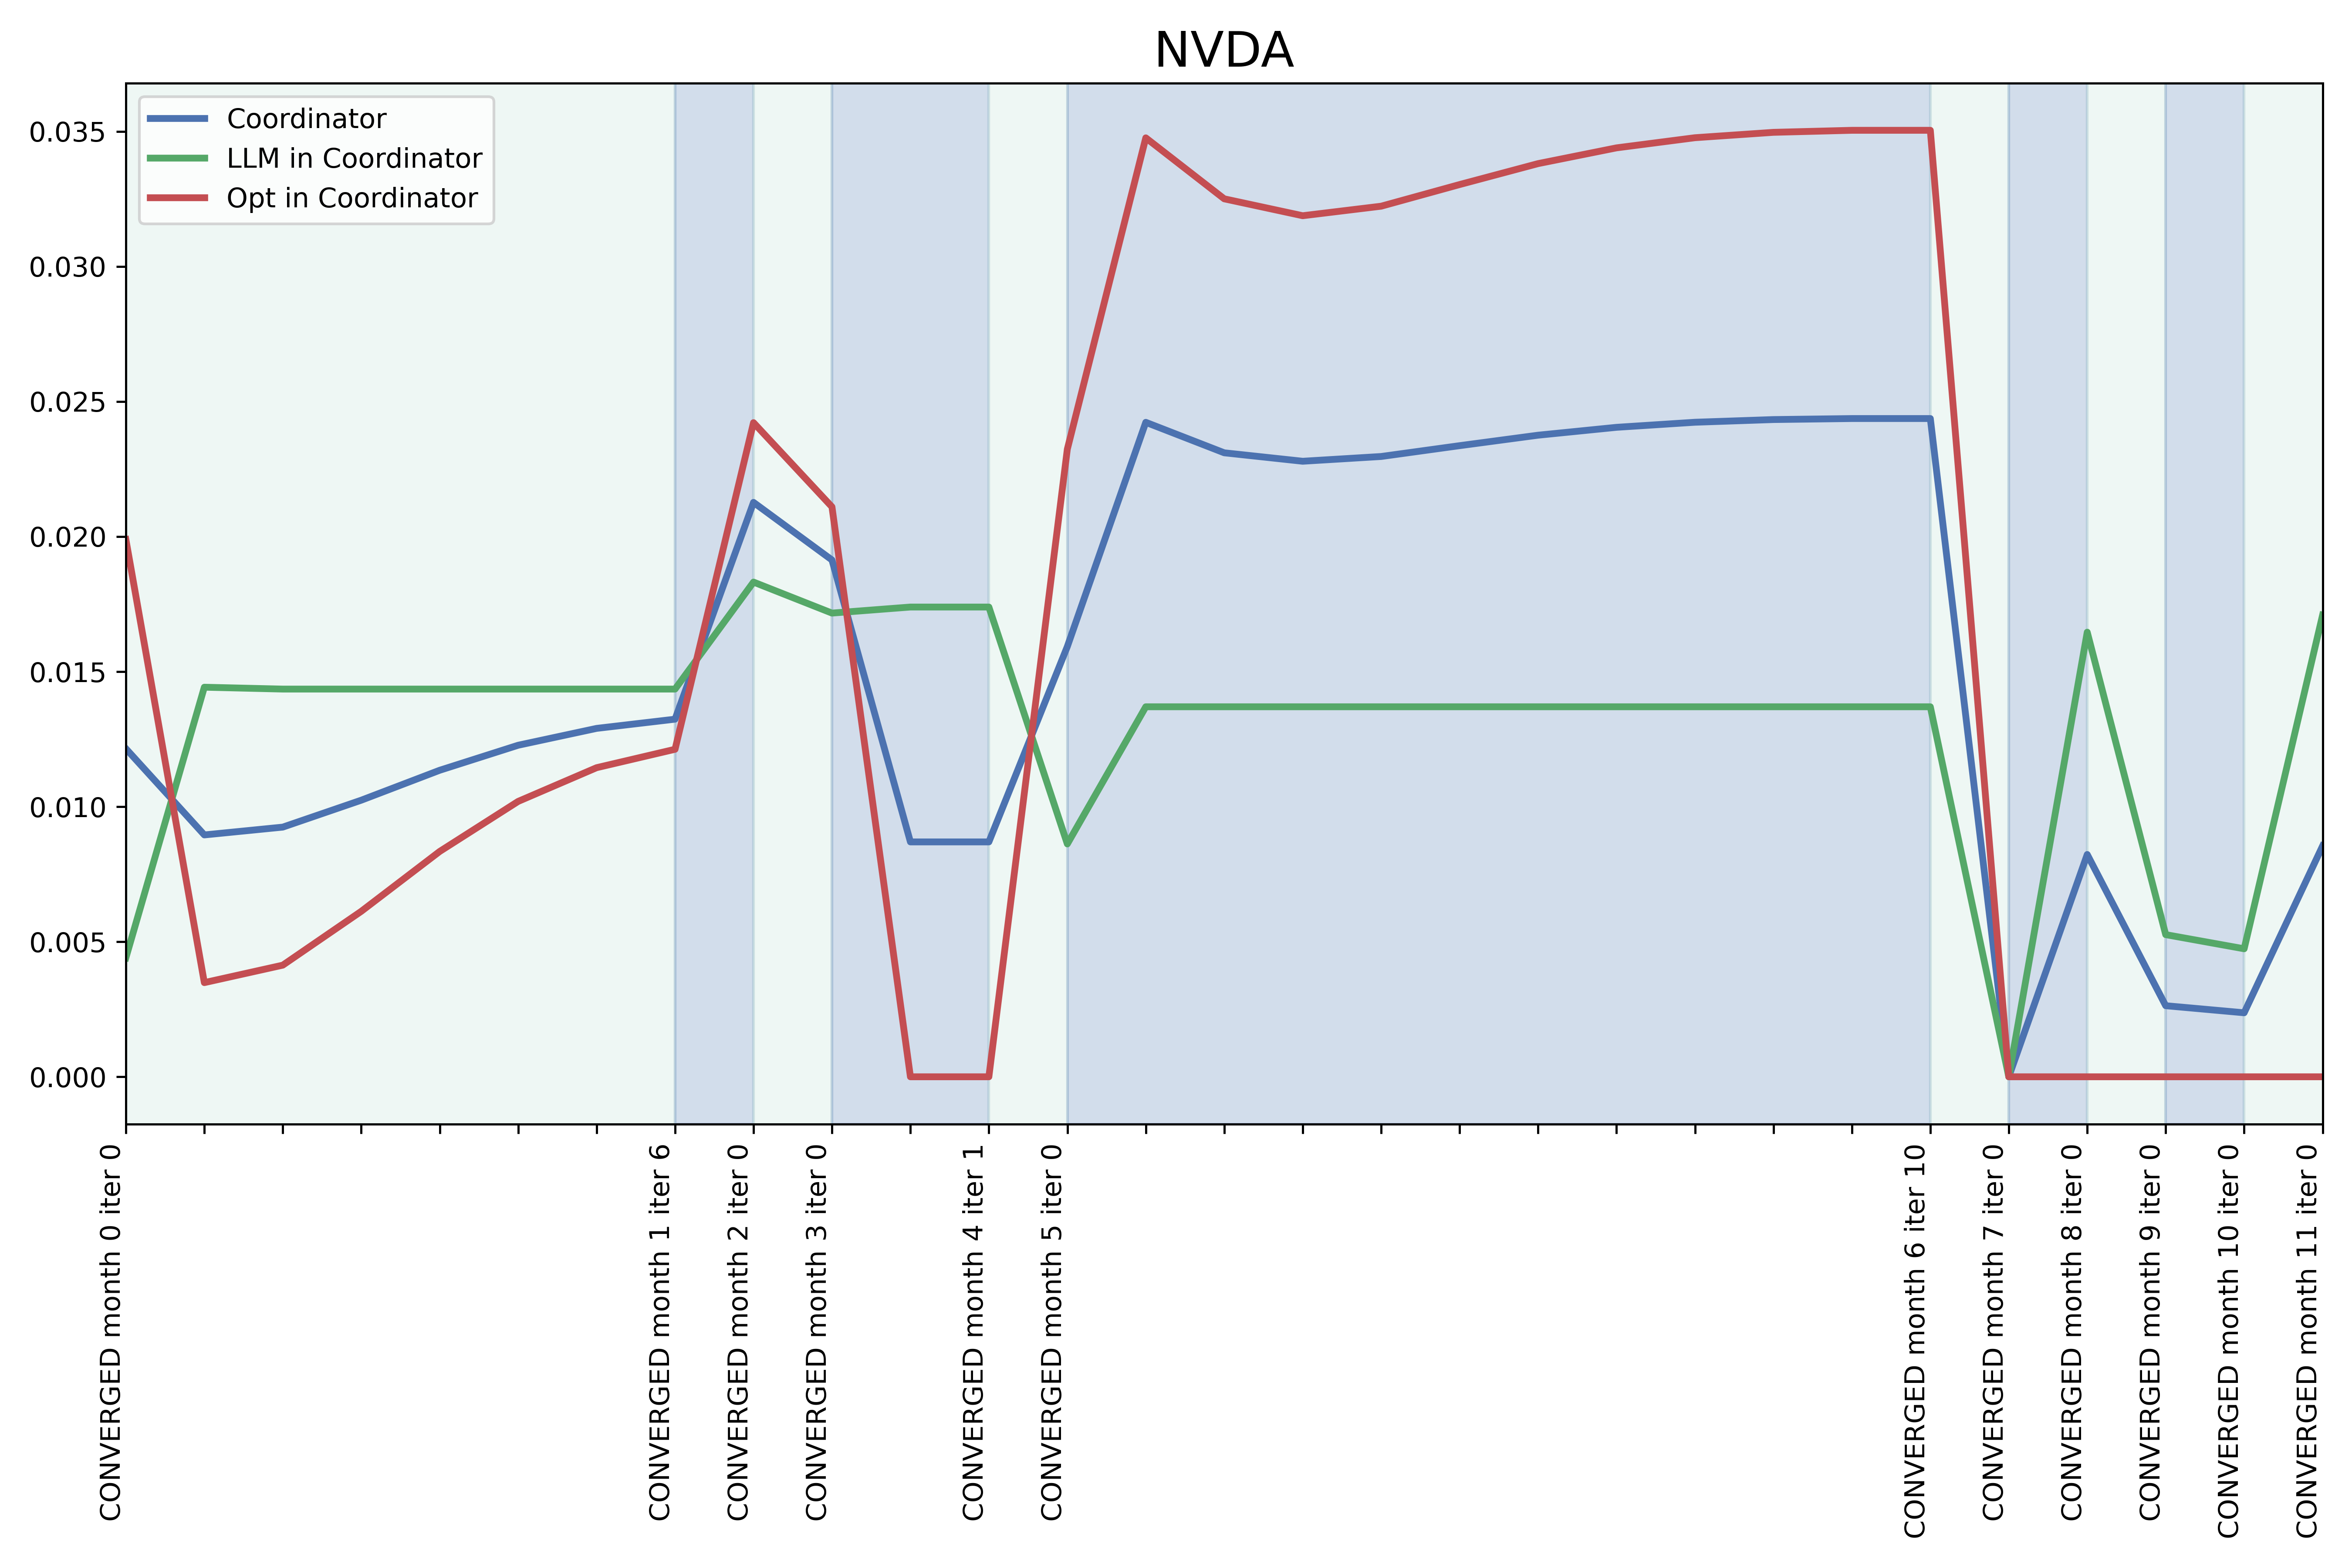 NVDA
Coordinator
LLM in Coordinator
Opt in Coordinator
0.035
0.030
0.025
0.020
0.015
0.010
0.005
0.000
CONVERGED month 0 iter 0
CONVERGED month 1 iter 6
CONVERGED month 2 iter 0
CONVERGED month 3 iter 0
CONVERGED month 4 iter 1
CONVERGED month 5 iter 0
CONVERGED month 6 iter 10
CONVERGED month 7 iter 0
CONVERGED month 8 iter 0
CONVERGED month 9 iter 0
CONVERGED month 10 iter 0
CONVERGED month 11 iter 0